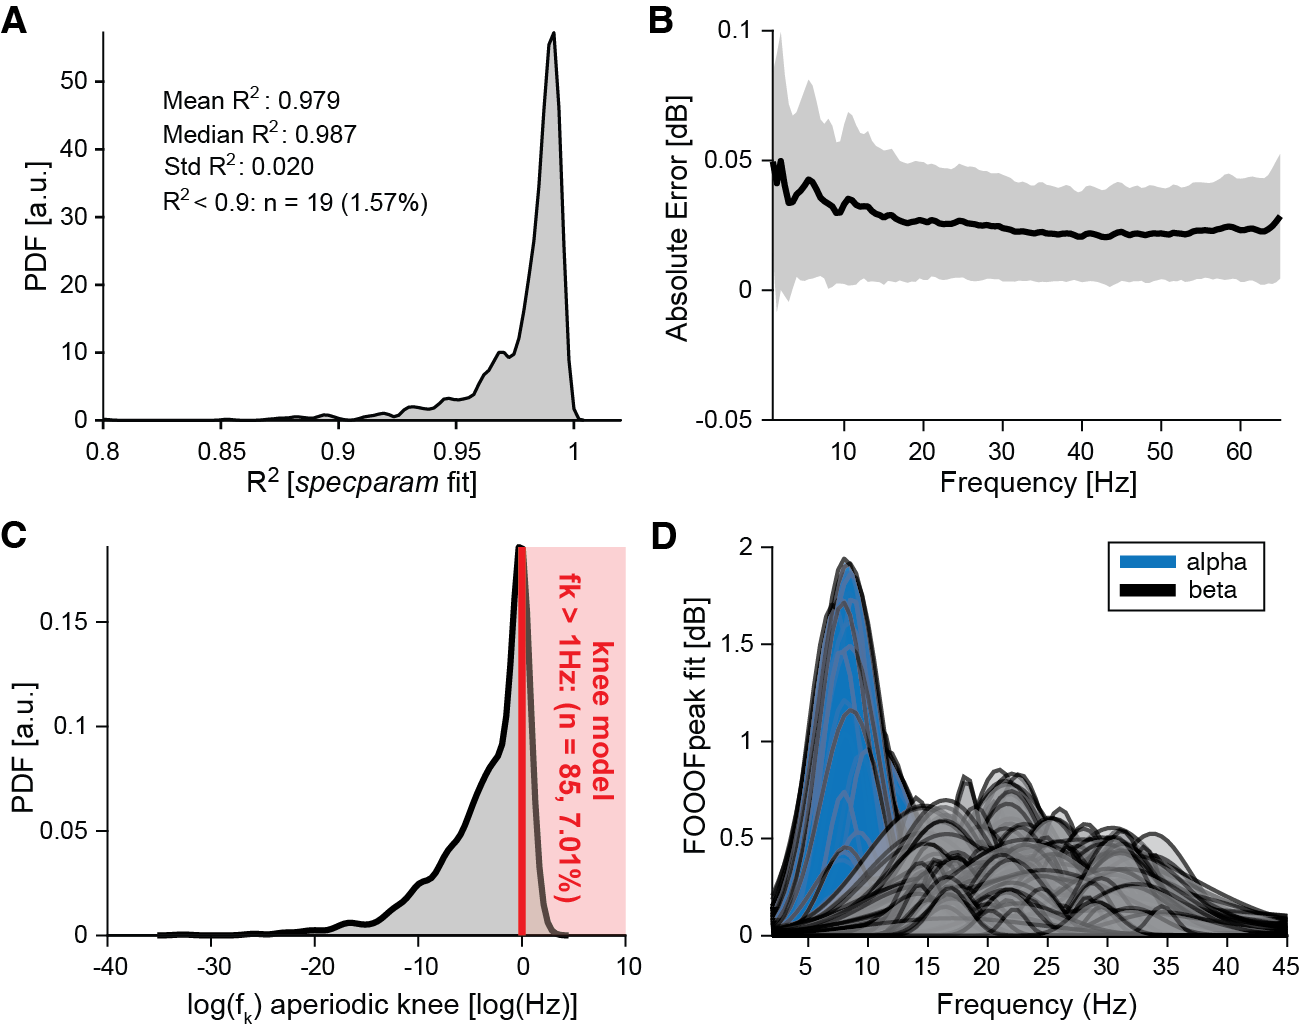 A
50
40
30
20
10
0
PDF [a.u.]
Mean R²: 0.979
Median R²: 0.987
Std R²: 0.020
R² < 0.9: n = 19 (1.57%)
0.8 0.85 0.9 0.95 1
R² [specparam fit]
B
0.1
0.05
0
-0.05
Absolute Error [dB]
10 20 30 40 50 60
Frequency [Hz]
C
0.15
0.1
0.05
0
PDF [a.u.]
knee model
fk > 1Hz: (n = 85, 7.01%)
-40 -30 -20 -10 0 10
log(fk) aperiodic knee [log(Hz)]
D
2
1.5
1
0.5
0
FOOOFpeak fit [dB]
alpha
beta
5 10 15 20 25 30 35 40 45
Frequency (Hz)